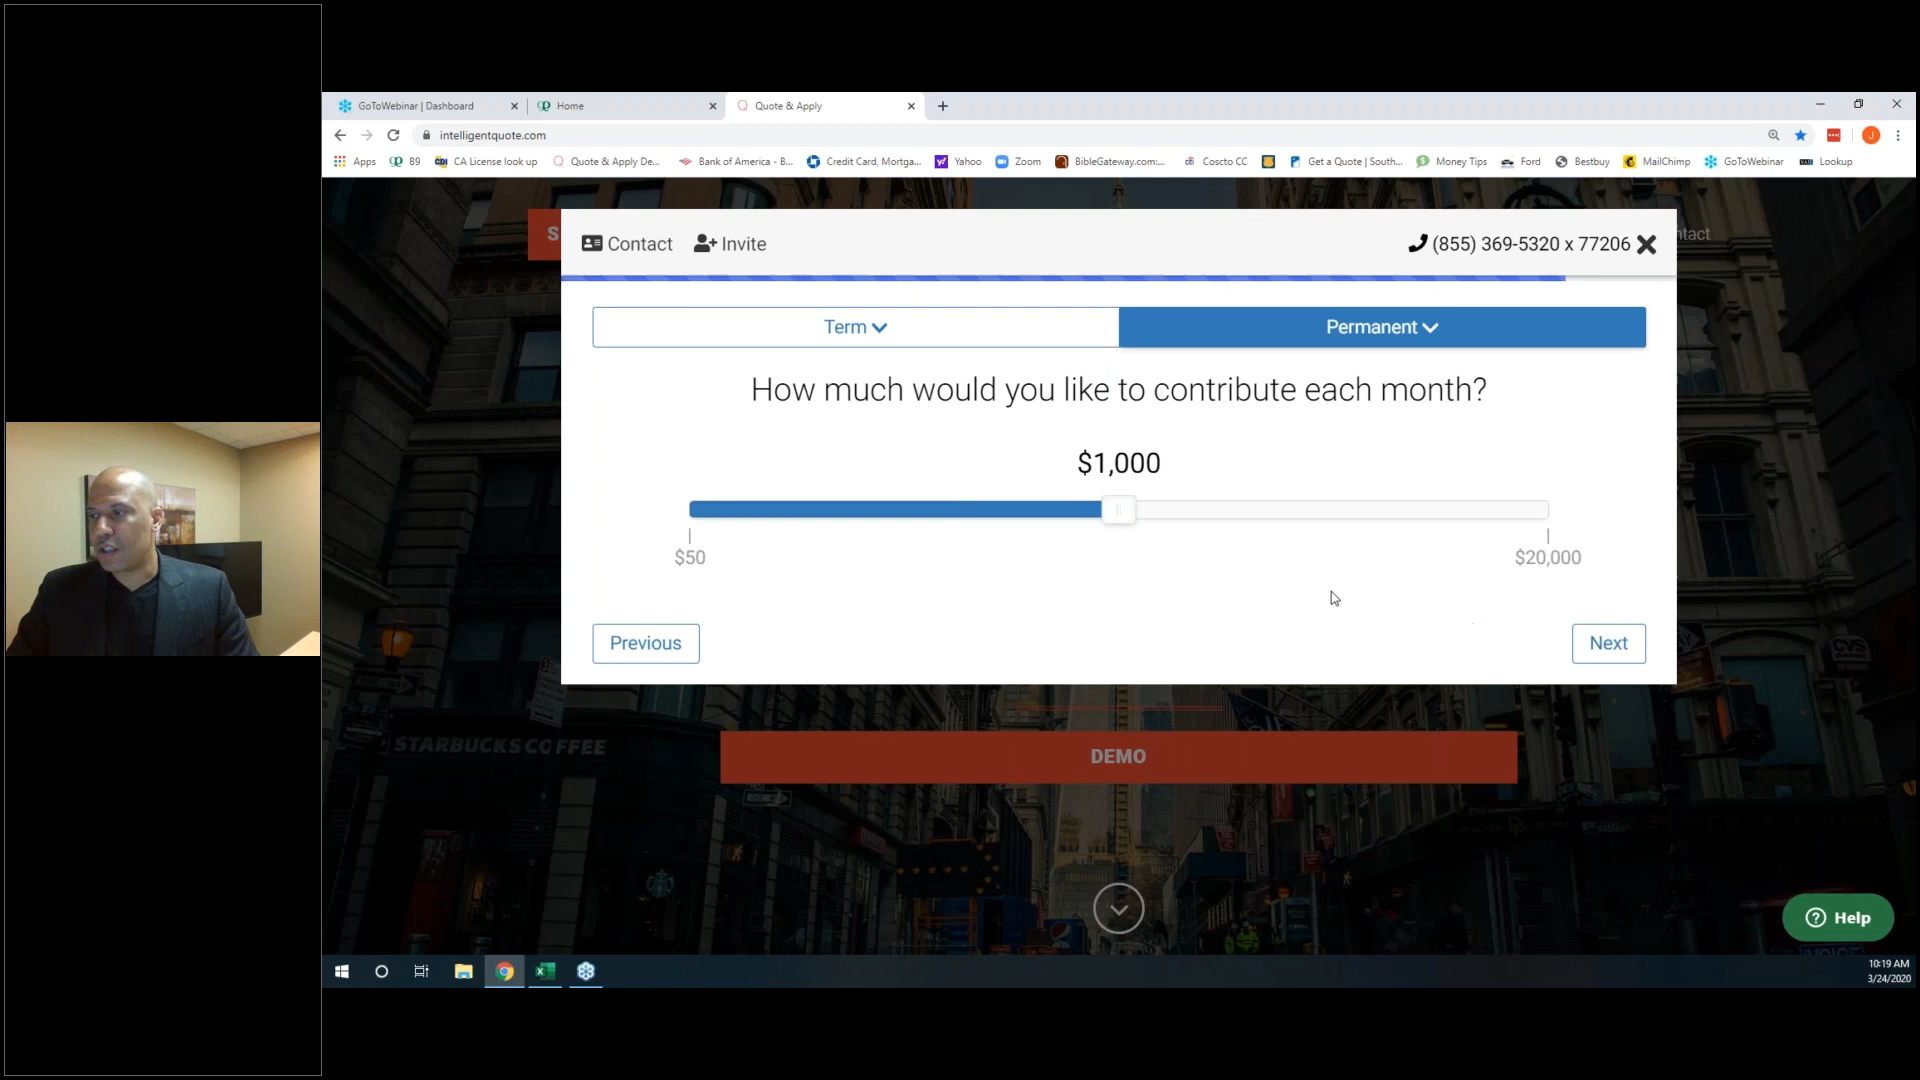 GoToWebinar | Dashboard
Home
Quote & Apply
intelligentquote.com
Apps
B9
CA License look up
Quote & Apply De...
Bank of America - B...
Credit Card, Mortga...
Yahoo
Zoom
BibleGateway.com:...
Coscto CC
Get a Quote | South...
Money Tips
Ford
Bestbuy
MailChimp
GoToWebinar
Lookup
S
Contact
Invite
(855) 369-5320 x 77206
ntact
Term
Permanent
How much would you like to contribute each month?
$1,000
$50
$20,000
Previous
Next
CVS
STARBUCKS COFFEE
DEMO
Help
10:19 AM
3/24/2020